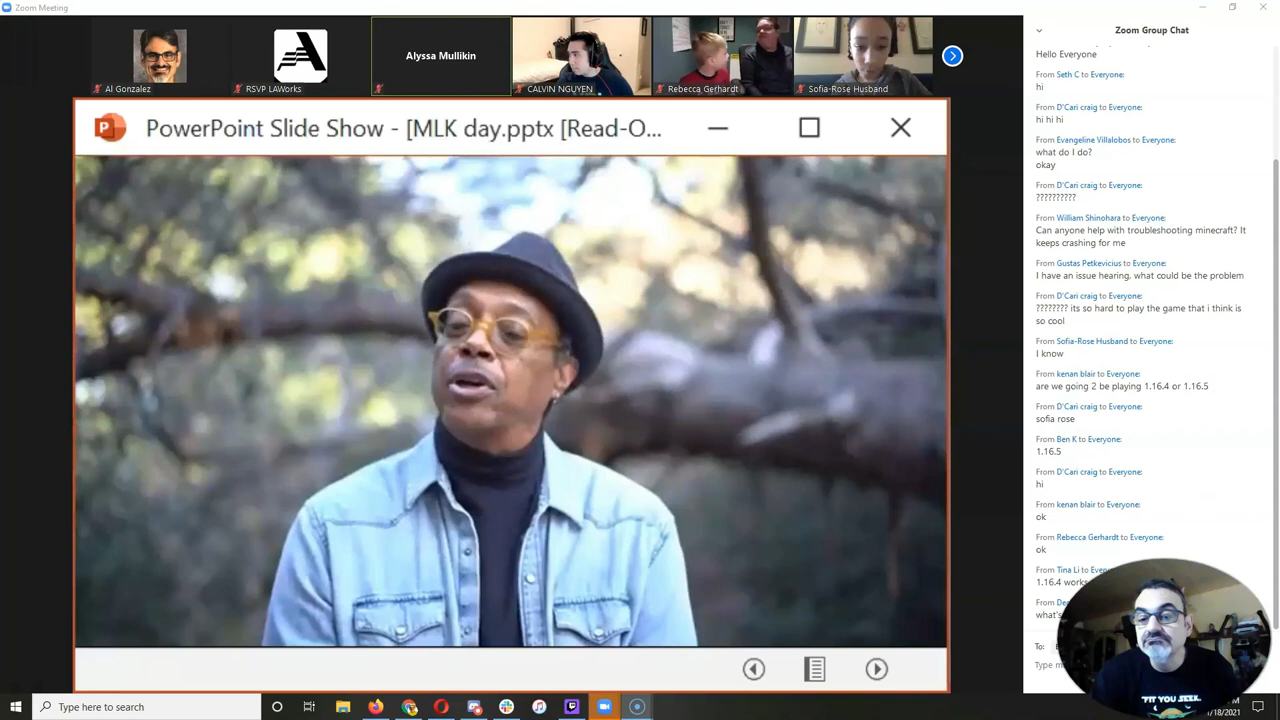 Zoom Meeting
Al Gonzalez
RSVP LAWorks
Alyssa Mullikin
CALVIN NGUYEN
Rebecca Gerhardt
Sofia-Rose Husband
PowerPoint Slide Show - [MLK day.pptx [Read-O...
Zoom Group Chat
Hello Everyone
From Seth C to Everyone:
hi
From D'Cari craig to Everyone:
hi hi hi
From Evangeline Villalobos to Everyone:
what do I do?
okay
From D'Cari craig to Everyone:
??????????
From William Shinohara to Everyone:
Can anyone help with troubleshooting minecraft? It
keeps crashing for me
From Gustas Petkevicius to Everyone:
I have an issue hearing, what could be the problem
From D'Cari craig to Everyone:
???????? its so hard to play the game that i think is
so cool
From Sofia-Rose Husband to Everyone:
I know
From kenan blair to Everyone:
are we going 2 be playing 1.16.4 or 1.16.5
From D'Cari craig to Everyone:
sofia rose
From Ben K to Everyone:
1.16.5
From D'Cari craig to Everyone:
hi
From kenan blair to Everyone:
ok
From Rebecca Gerhardt to Everyone:
ok
From Tina Li to
1.16.4 works
From
what's
To:
Type
YOU SEEK
Type here to search
/18/2021